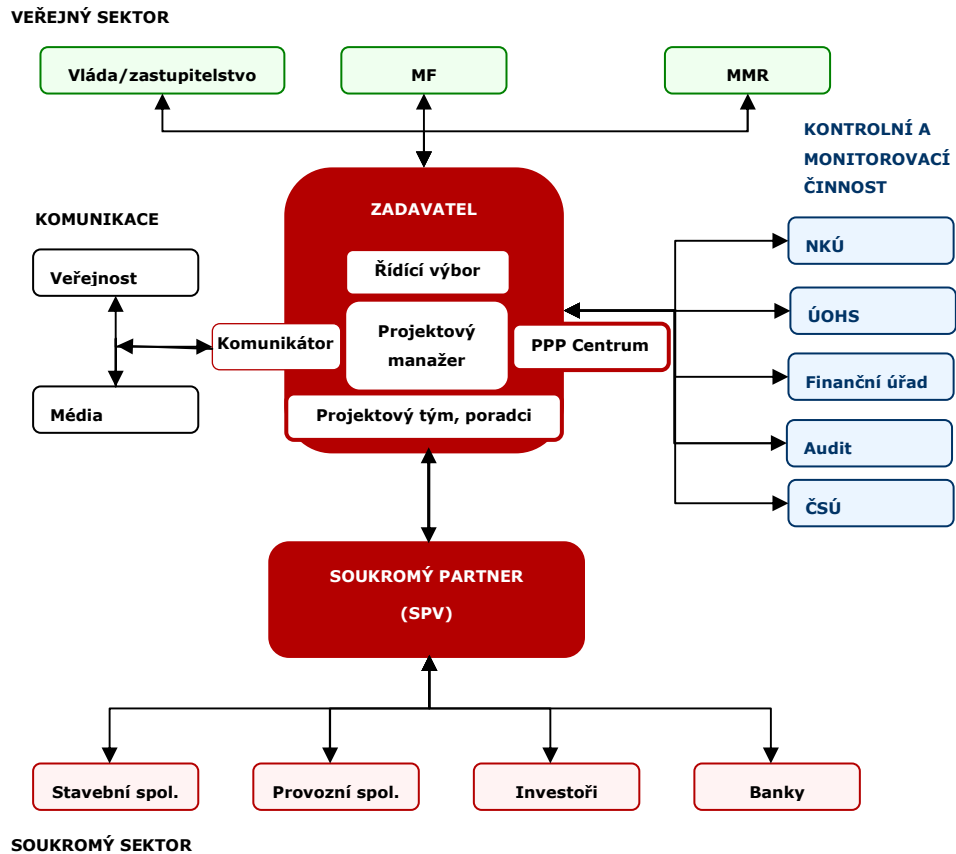 VEŘEJNÝ SEKTOR
Vláda/zastupitelstvo
MF
MMR
KONTROLNÍ A
MONITOROVACÍ
ČINNOST
ZADAVATEL
KOMUNIKACE
NKÚ
Řídící výbor
Veřejnost
ÚOHS
Projektový
manažer
Komunikátor
PPP Centrum
Finanční úřad
Média
Projektový tým, poradci
Audit
ČSÚ
SOUKROMÝ PARTNER
(SPV)
Stavební spol.
Provozní spol.
Investoři
Banky
SOUKROMÝ SEKTOR